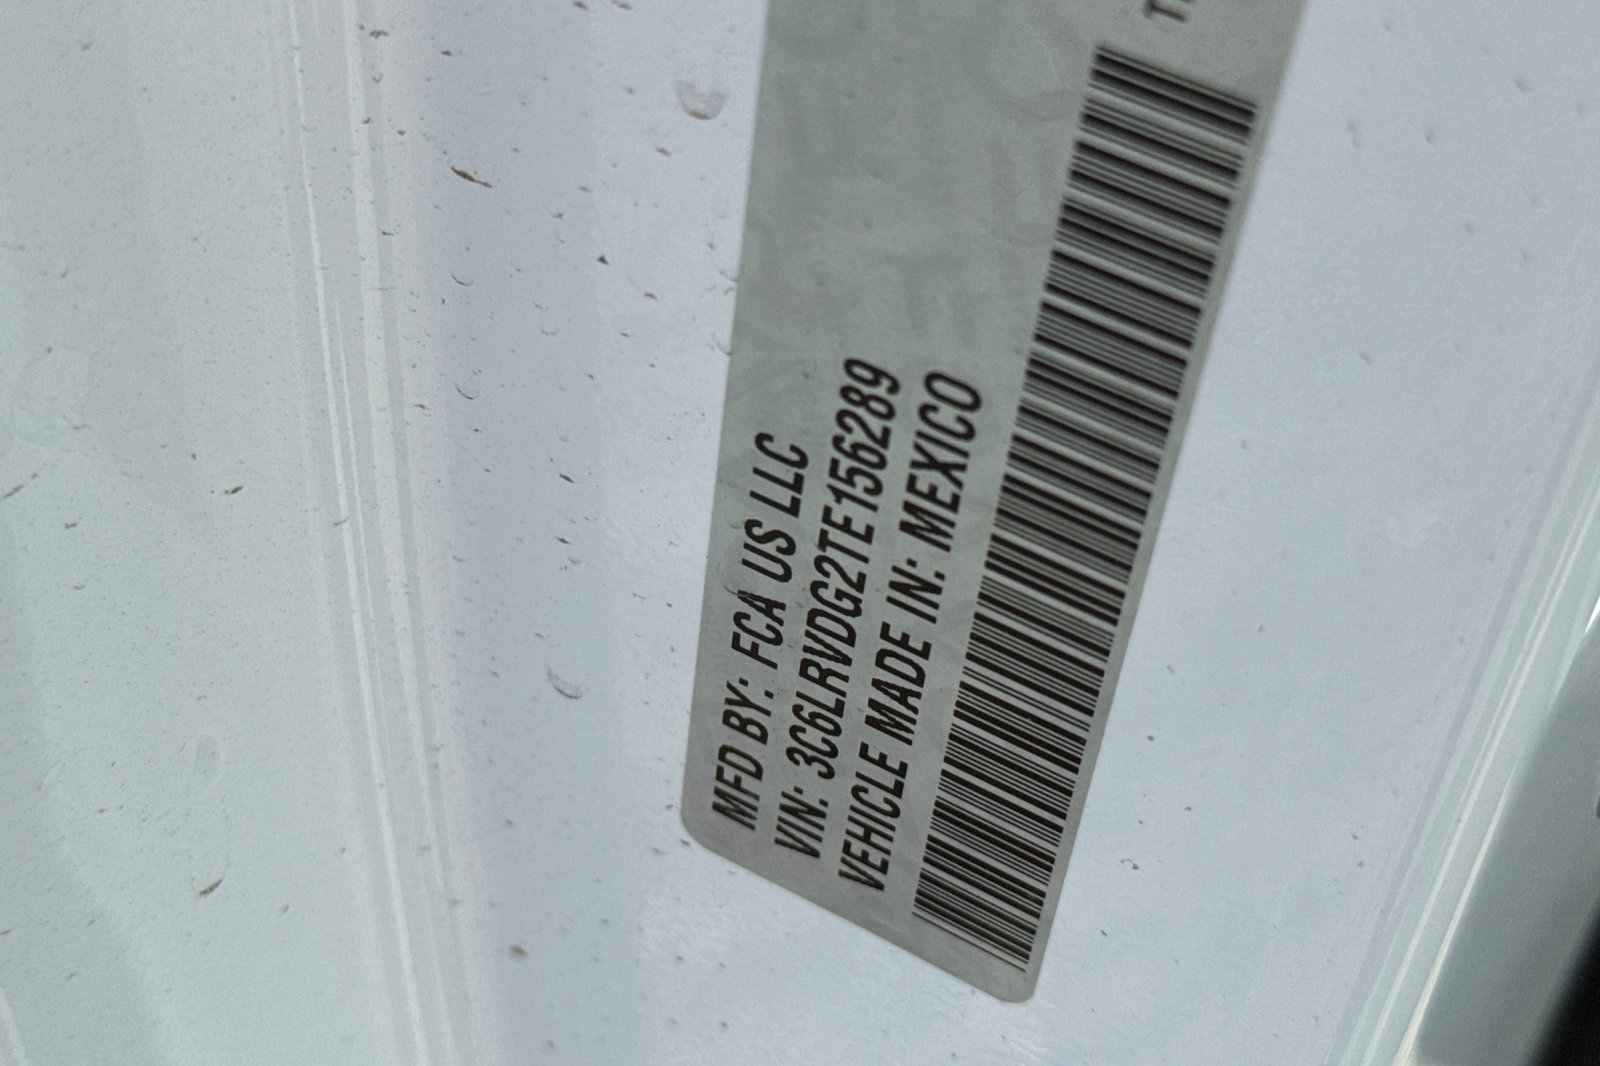 MFD BY: FCA US LLC
VIN: 3C6LRVDG2TE156289
VEHICLE MADE IN: MEXICO